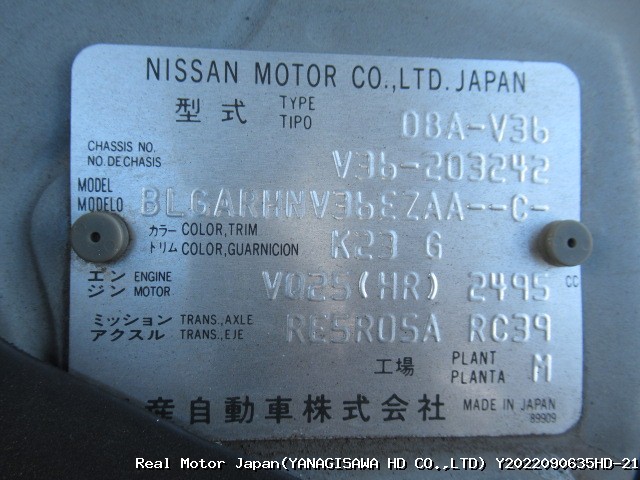 NISSAN MOTOR CO.,LTD. JAPAN
型式 TYPE TIPO DBA-V36
CHASSIS NO. NO.DECHASIS V36-203242
MODEL MODELO BLGARHNV36EZAA--C-
カラー COLOR,TRIM
トリム COLOR,GUARNICION K23 G
エンジン ENGINE MOTOR VQ25(HR) 2495 CC
ミッション TRANS.,AXLE
アクスル TRANS.,EJE RE5R05A RC39
工場 PLANT PLANTA M
産自動車株式会社 MADE IN JAPAN
89909
Real Motor Japan(YANAGISAWA HD CO.,LTD) Y2022090635HD-21